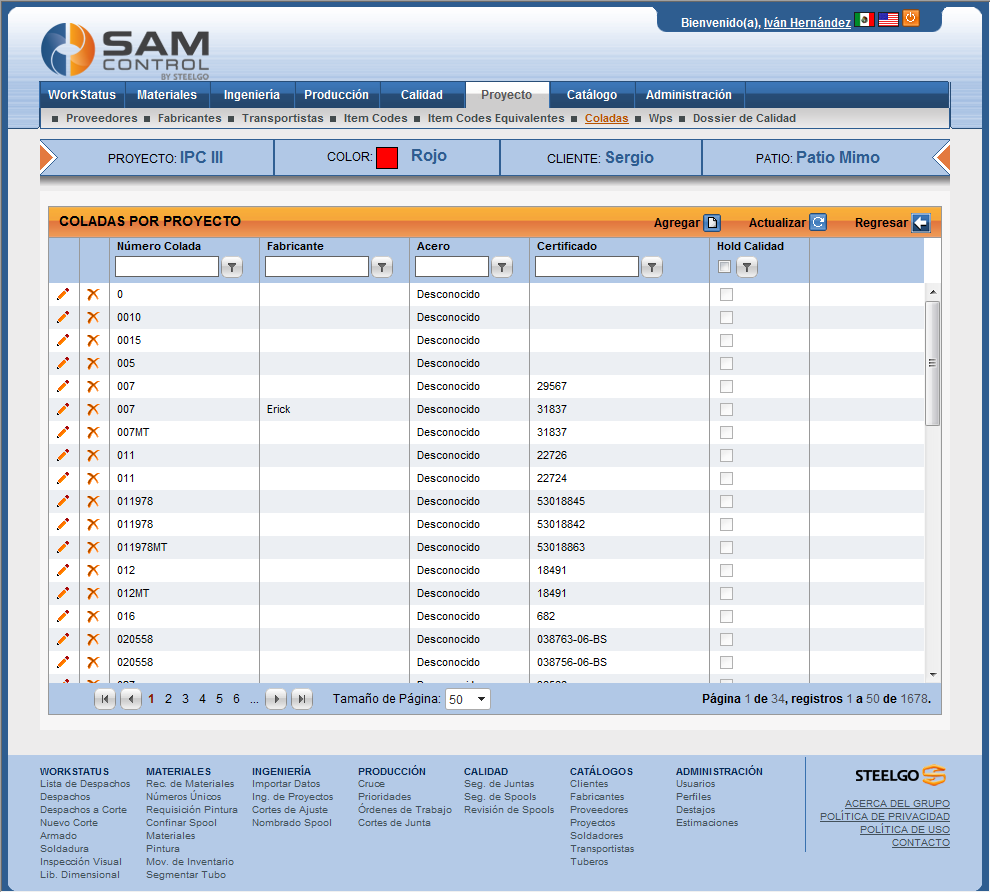 Bienvenido(a), Iván Hernández
SAM
CONTROL
BY STEELGO
WorkStatus Materiales Ingeniería Producción Calidad Proyecto Catálogo Administración
Proveedores Fabricantes Transportistas Item Codes Item Codes Equivalentes Coladas Wps Dossier de Calidad
PROYECTO: IPC III COLOR: Rojo CLIENTE: Sergio PATIO: Patio Mimo
COLADAS POR PROYECTO Agregar Actualizar Regresar
Número Colada Fabricante Acero Certificado Hold Calidad
0 Desconocido
0010 Desconocido
0015 Desconocido
005 Desconocido
007 Desconocido 29567
007 Erick Desconocido 31837
007MT Desconocido 31837
011 Desconocido 22726
011 Desconocido 22724
011978 Desconocido 53018845
011978 Desconocido 53018842
011978MT Desconocido 53018863
012 Desconocido 18491
012MT Desconocido 18491
016 Desconocido 682
020558 Desconocido 038763-06-BS
020558 Desconocido 038756-06-BS
1 2 3 4 5 6 ... Tamaño de Página: 50 Página 1 de 34, registros 1 a 50 de 1678.
WORKSTATUS
Lista de Despachos
Despachos
Despachos a Corte
Nuevo Corte
Armado
Soldadura
Inspección Visual
Lib. Dimensional
MATERIALES
Rec. de Materiales
Números Únicos
Requisición Pintura
Confinar Spool
Materiales
Pintura
Mov. de Inventario
Segmentar Tubo
INGENIERÍA
Importar Datos
Ing. de Proyectos
Cortes de Ajuste
Nombrado Spool
PRODUCCIÓN
Cruce
Prioridades
Órdenes de Trabajo
Cortes de Junta
CALIDAD
Seg. de Juntas
Seg. de Spools
Revisión de Spools
CATÁLOGOS
Clientes
Fabricantes
Proveedores
Proyectos
Soldadores
Transportistas
Tuberos
ADMINISTRACIÓN
Usuarios
Perfiles
Destajos
Estimaciones
STEELGO
ACERCA DEL GRUPO
POLÍTICA DE PRIVACIDAD
POLÍTICA DE USO
CONTACTO